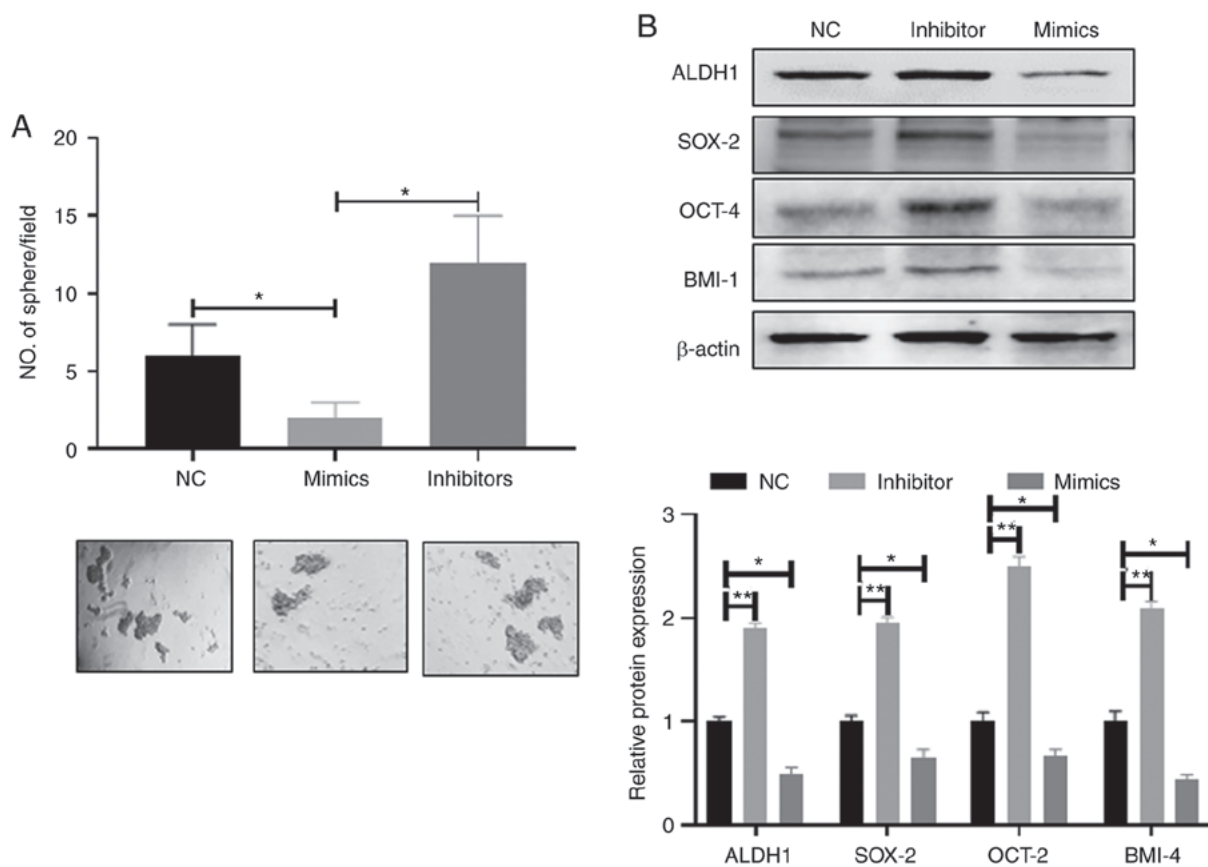 A
20
15
10
5
0
NO. of sphere/field
*
*
NC Mimics Inhibitors
B
NC Inhibitor Mimics
ALDH1
SOX-2
OCT-4
BMI-1
β-actin
NC Inhibitor Mimics
3
2
1
0
Relative protein expression
*
**
*
**
*
**
*
**
ALDH1 SOX-2 OCT-2 BMI-4